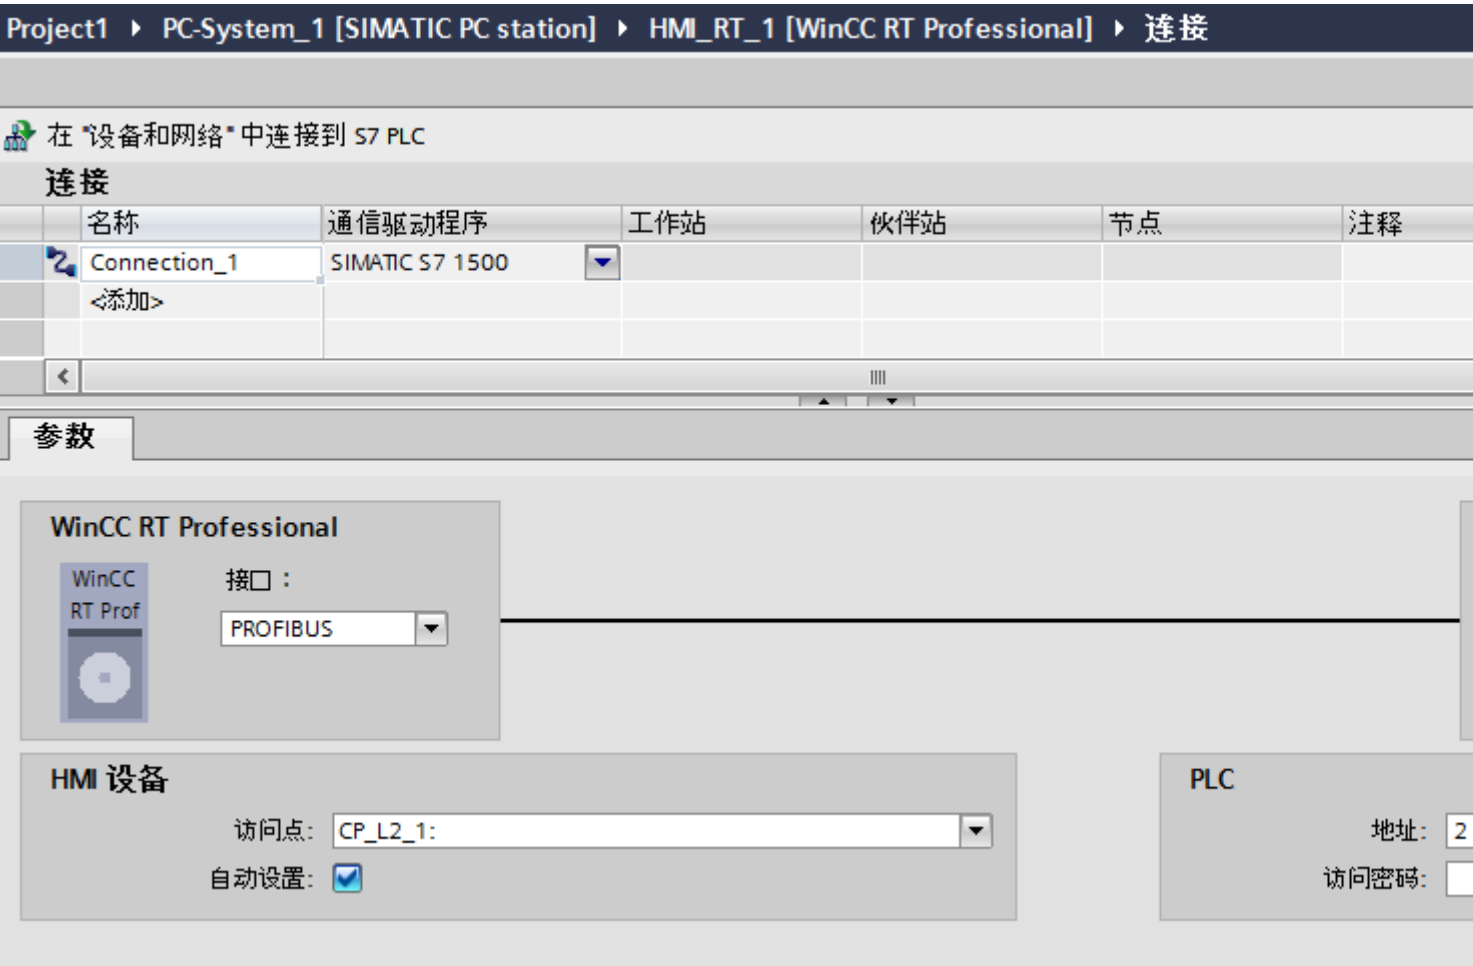 Project1 ▸ PC-System_1 [SIMATIC PC station] ▸ HMI_RT_1 [WinCC RT Professional] ▸ 连接
在 "设备和网络" 中连接到 S7 PLC
连接
名称 通信驱动程序 工作站 伙伴站 节点 注释
Connection_1 SIMATIC S7 1500
<添加>
参数
WinCC RT Professional
WinCC
RT Prof
接口：
PROFIBUS
HMI 设备
访问点: CP_L2_1:
自动设置:
PLC
地址: 2
访问密码: